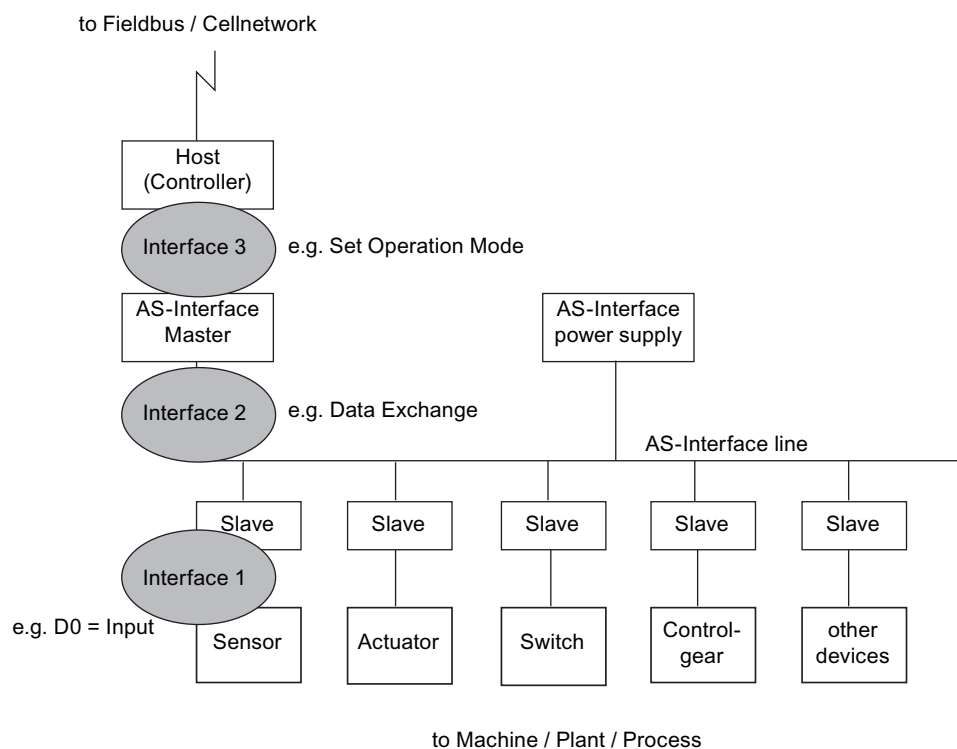 to Fieldbus / Cellnetwork
Host
(Controller)
Interface 3
e.g. Set Operation Mode
AS-Interface
Master
AS-Interface
power supply
Interface 2
e.g. Data Exchange
AS-Interface line
Slave
Slave
Slave
Slave
Slave
Interface 1
e.g. D0 = Input
Sensor
Actuator
Switch
Control-
gear
other
devices
to Machine / Plant / Process